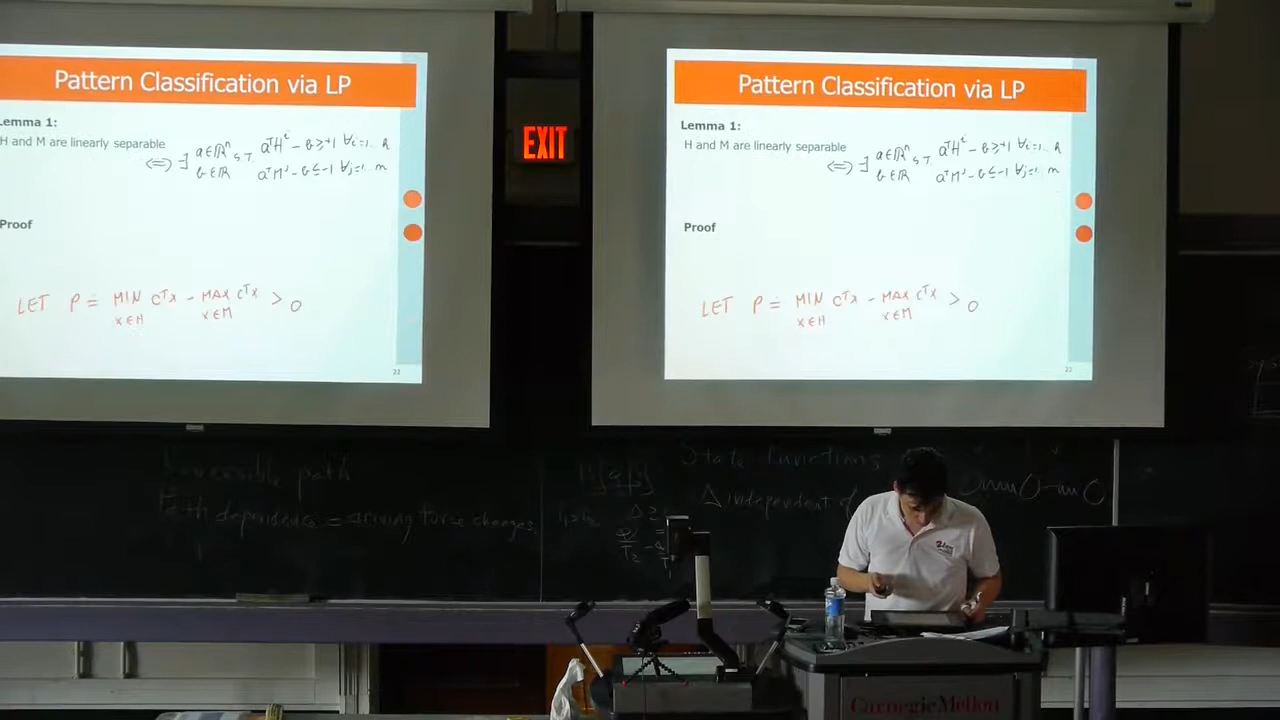 Pattern Classification via LP
Lemma 1:
H and M are linearly separable
⟺ ∃ a∈ℝⁿ, b∈ℝ s.t. aᵀHⁱ - b ≥ +1 ∀i=1... h
aᵀMʲ - b ≤ -1 ∀j=1... m
Proof
LET P = MIN CᵀX - MAX CᵀX > 0
X∈H X∈M
22
EXIT
Pattern Classification via LP
Lemma 1:
H and M are linearly separable
⟺ ∃ a∈ℝⁿ, b∈ℝ s.t. aᵀHⁱ - b ≥ +1 ∀i=1... h
aᵀMʲ - b ≤ -1 ∀j=1... m
Proof
LET P = MIN CᵀX - MAX CᵀX > 0
X∈H X∈M
22
Reversible path
Path dependence = driving force changes,
State functions
Δ independent of
Carnegie Mellon